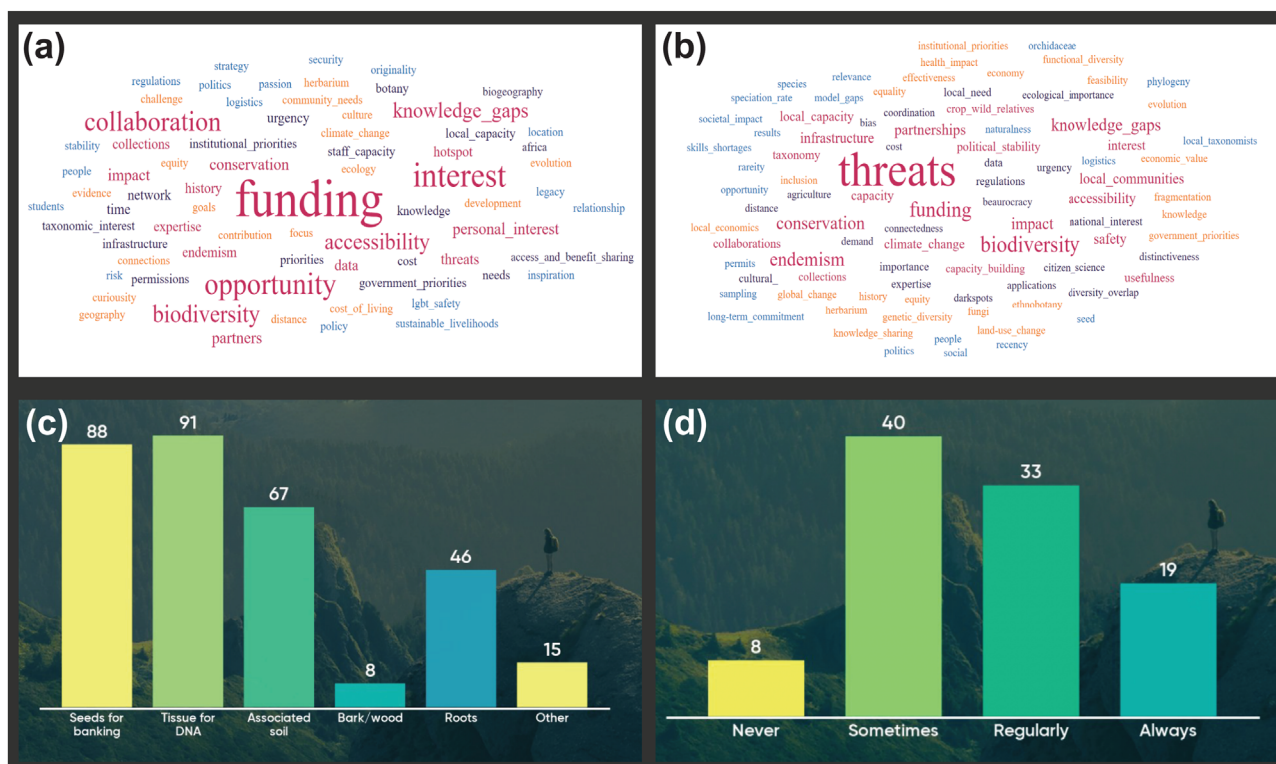 (a)
strategy
security
regulations
politics
passion
herbarium
originality
challenge
logistics
community_needs
botany
biogeography
collaboration
urgency
culture
knowledge_gaps
climate_change
local_capacity
location
stability
collections
institutional_priorities
staff_capacity
hotspot
africa
people
equity
conservation
ecology
evolution
impact
interest
evidence
network
history
funding
development
legacy
students
time
goals
knowledge
relationship
taxonomic_interest
expertise
contribution
focus
accessibility
personal_interest
infrastructure
endemism
priorities
cost
threats
access_and_benefit_sharing
connections
data
needs
inspiration
risk
permissions
opportunity
government_priorities
curiousity
lgbt_safety
geography
biodiversity
distance
cost_of_living
policy
sustainable_livelihoods
partners
(b)
institutional_priorities
orchidaceae
health_impact
functional_diversity
species
relevance
effectiveness
economy
feasibility
phylogeny
speciation_rate
model_gaps
equality
local_need
ecological_importance
evolution
societal_impact
local_capacity
coordination
crop_wild_relatives
results
bias
partnerships
naturalness
knowledge_gaps
local_taxonomists
skills_shortages
infrastructure
cost
political_stability
interest
rareity
taxonomy
threats
data
urgency
logistics
economic_value
opportunity
inclusion
agriculture
capacity
regulations
local_communities
distance
beaurocracy
accessibility
fragmentation
local_economics
conservation
funding
impact
national_interest
knowledge
connectedness
collaborations
demand
climate_change
biodiversity
safety
government_priorities
permits
endemism
importance
capacity_building
citizen_science
distinctiveness
cultural_
collections
expertise
applications
usefulness
sampling
global_change
history
equity
darkspots
ethnobotany
diversity_overlap
long-term_commitment
herbarium
genetic_diversity
fungi
seed
knowledge_sharing
people
land-use_change
politics
social
recency
(c)
88
91
67
8
46
15
Seeds for
banking
Tissue for
DNA
Associated
soil
Bark/wood
Roots
Other
(d)
8
40
33
19
Never
Sometimes
Regularly
Always